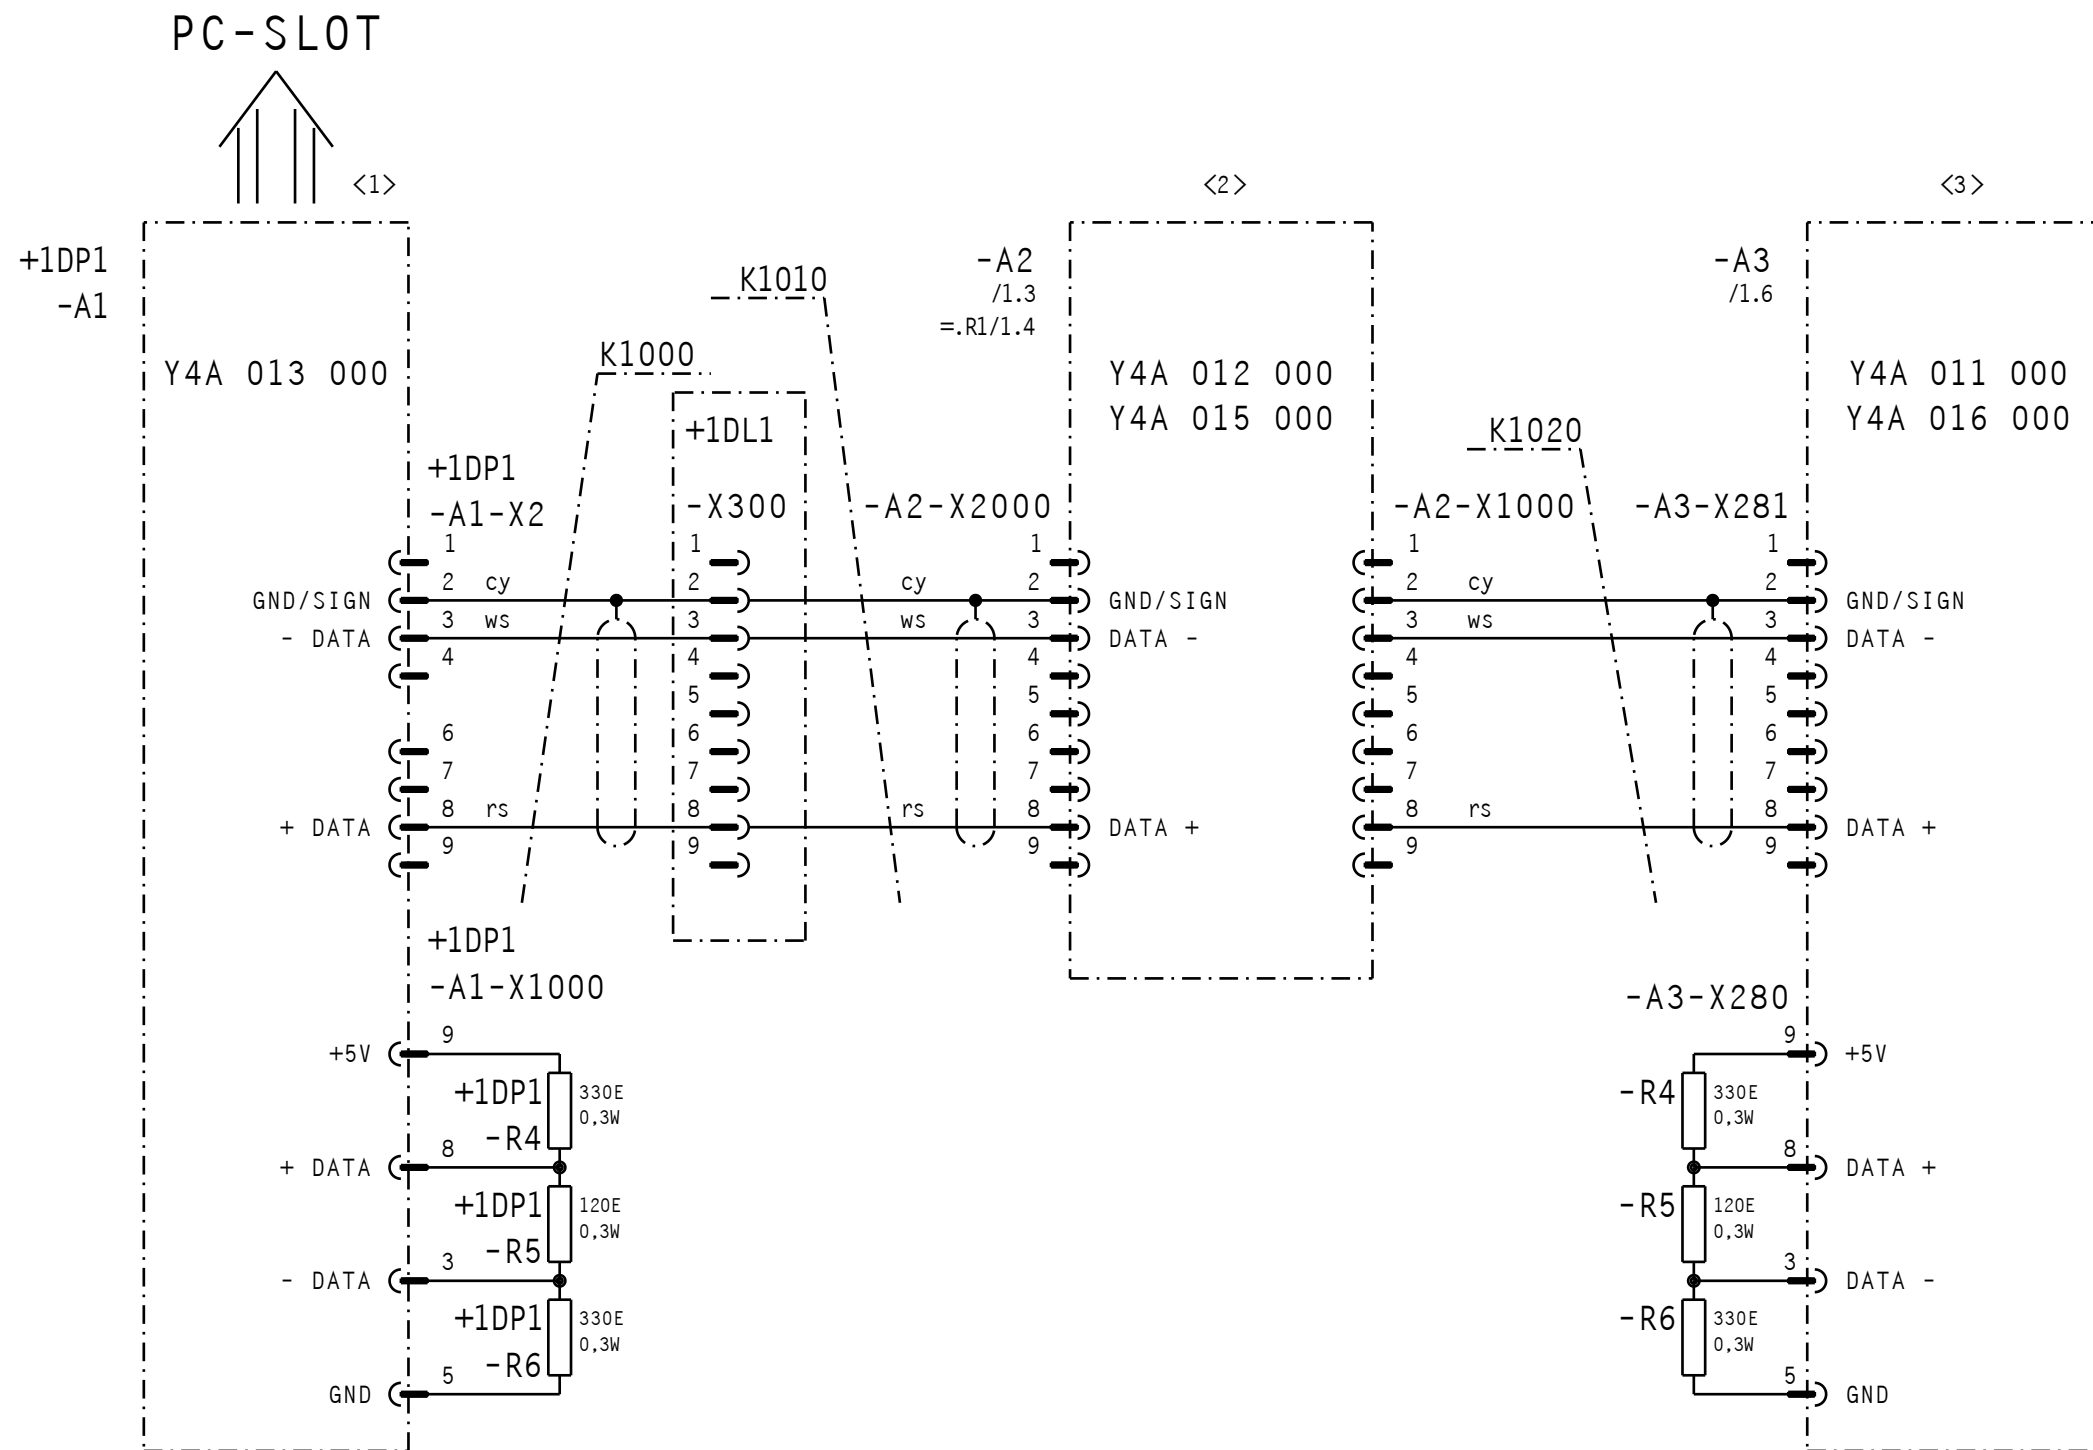 PC-SLOT
<1>
<2>
<3>
+1DP1
-A1
Y4A 013 000
K1000
K1010
+1DL1
-X300
-A2
/1.3
=.R1/1.4
Y4A 012 000
Y4A 015 000
K1020
-A3
/1.6
Y4A 011 000
Y4A 016 000
+1DP1
-A1-X2
-A2-X2000
-A2-X1000
-A3-X281
1 1 1 1 1
GND/SIGN 2 cy 2 cy 2 GND/SIGN 2 cy 2 GND/SIGN
- DATA 3 ws 3 ws 3 DATA - 3 ws 3 DATA -
4 4 4 4 4
5 5 5 5
6 6 6 6 6
7 7 7 7 7
+ DATA 8 rs 8 rs 8 DATA + 8 rs 8 DATA +
9 9 9 9 9
+1DP1
-A1-X1000
+5V 9
+1DP1 330E
-R4 0,3W
+ DATA 8
+1DP1 120E
-R5 0,3W
- DATA 3
+1DP1 330E
-R6 0,3W
GND 5
-A3-X280
9 +5V
-R4 330E
0,3W
8 DATA +
-R5 120E
0,3W
3 DATA -
-R6 330E
0,3W
5 GND